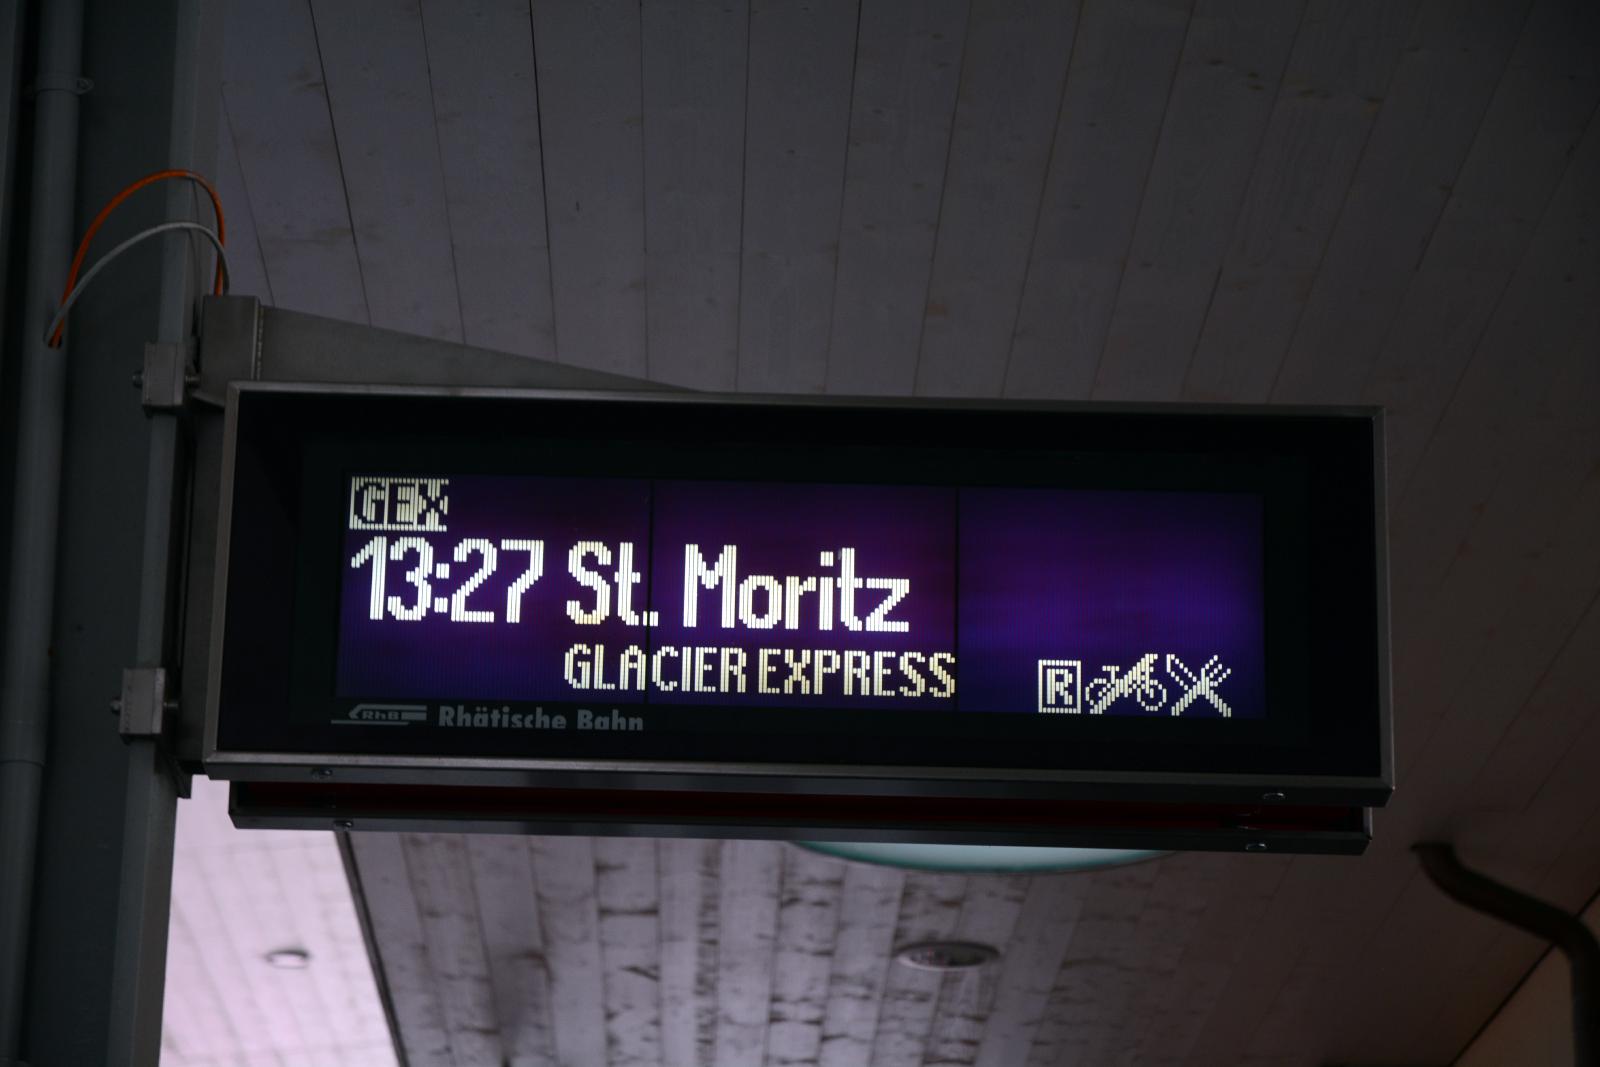 GEX
13:27 St. Moritz
GLACIER EXPRESS
R
RhB Rhätische Bahn